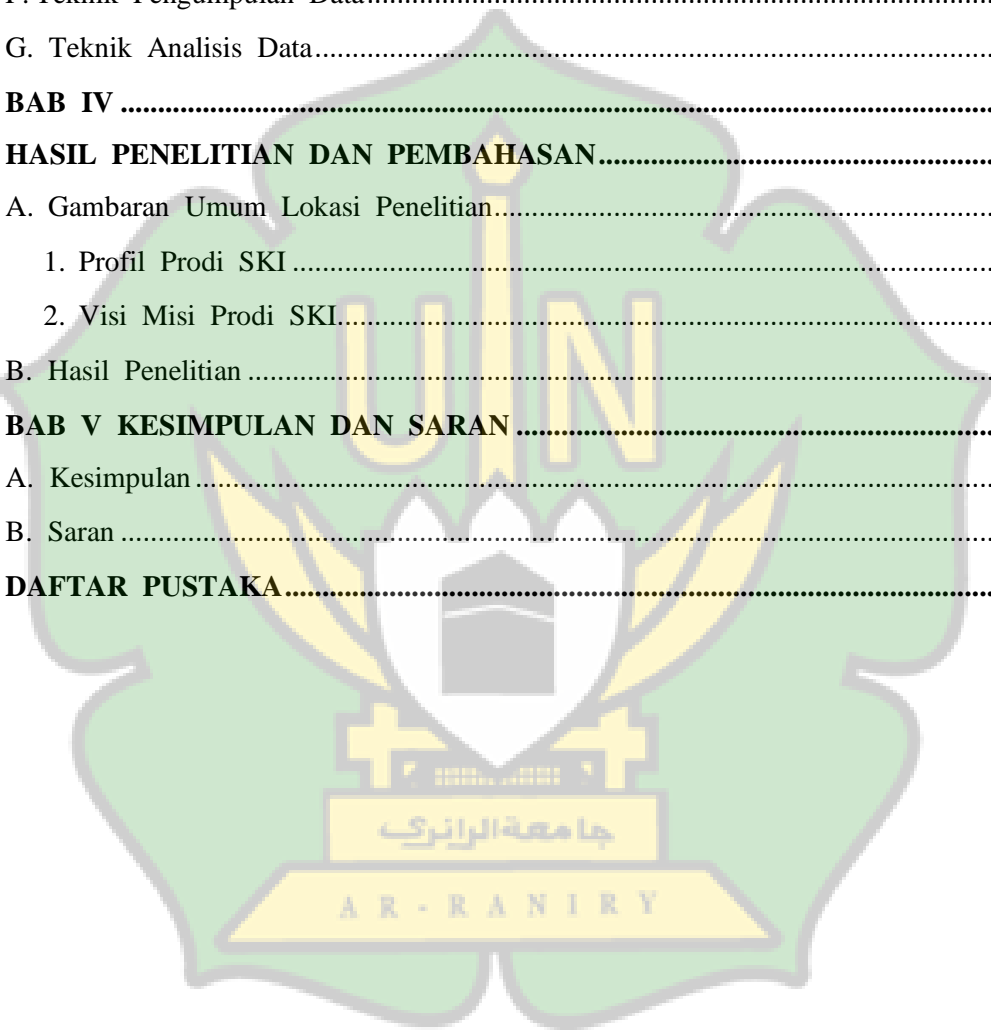 F. Teknik Pengumpulan Data........................................................................................
G. Teknik Analisis Data..............................................................................................
BAB IV .......................................................................................................................
HASIL PENELITIAN DAN PEMBAHASAN.......................................................
A. Gambaran Umum Lokasi Penelitian....................................................................
1. Profil Prodi SKI ................................................................................................
2. Visi Misi Prodi SKI..........................................................................................
B. Hasil Penelitian .......................................................................................................
BAB V KESIMPULAN DAN SARAN ..................................................................
A. Kesimpulan ..............................................................................................................
B. Saran ........................................................................................................................
DAFTAR PUSTAKA.................................................................................................
UIN
جامعة الرانري
AR-RANIRY